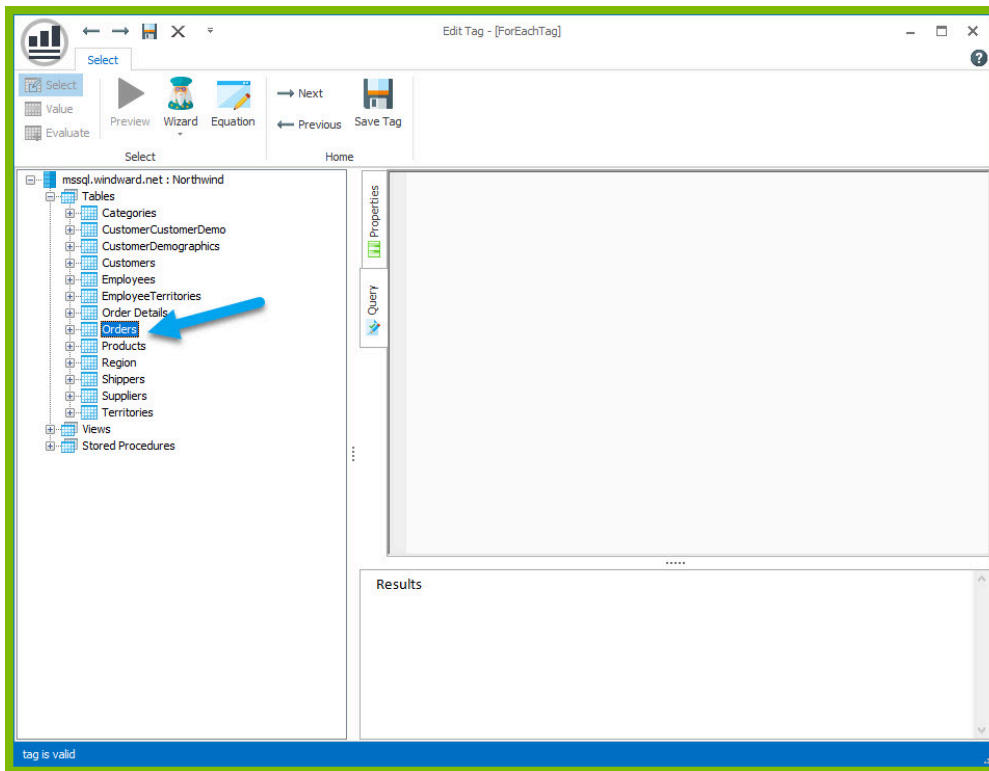 Edit Tag - [ForEachTag]
Select
Select
Value
Evaluate
Preview
Wizard
Equation
Next
Previous
Save Tag
Select
Home
mssql.windward.net : Northwind
Tables
Categories
CustomerCustomerDemo
CustomerDemographics
Customers
Employees
EmployeeTerritories
Order Details
Orders
Products
Region
Shippers
Suppliers
Territories
Views
Stored Procedures
Properties
Query
Results
tag is valid